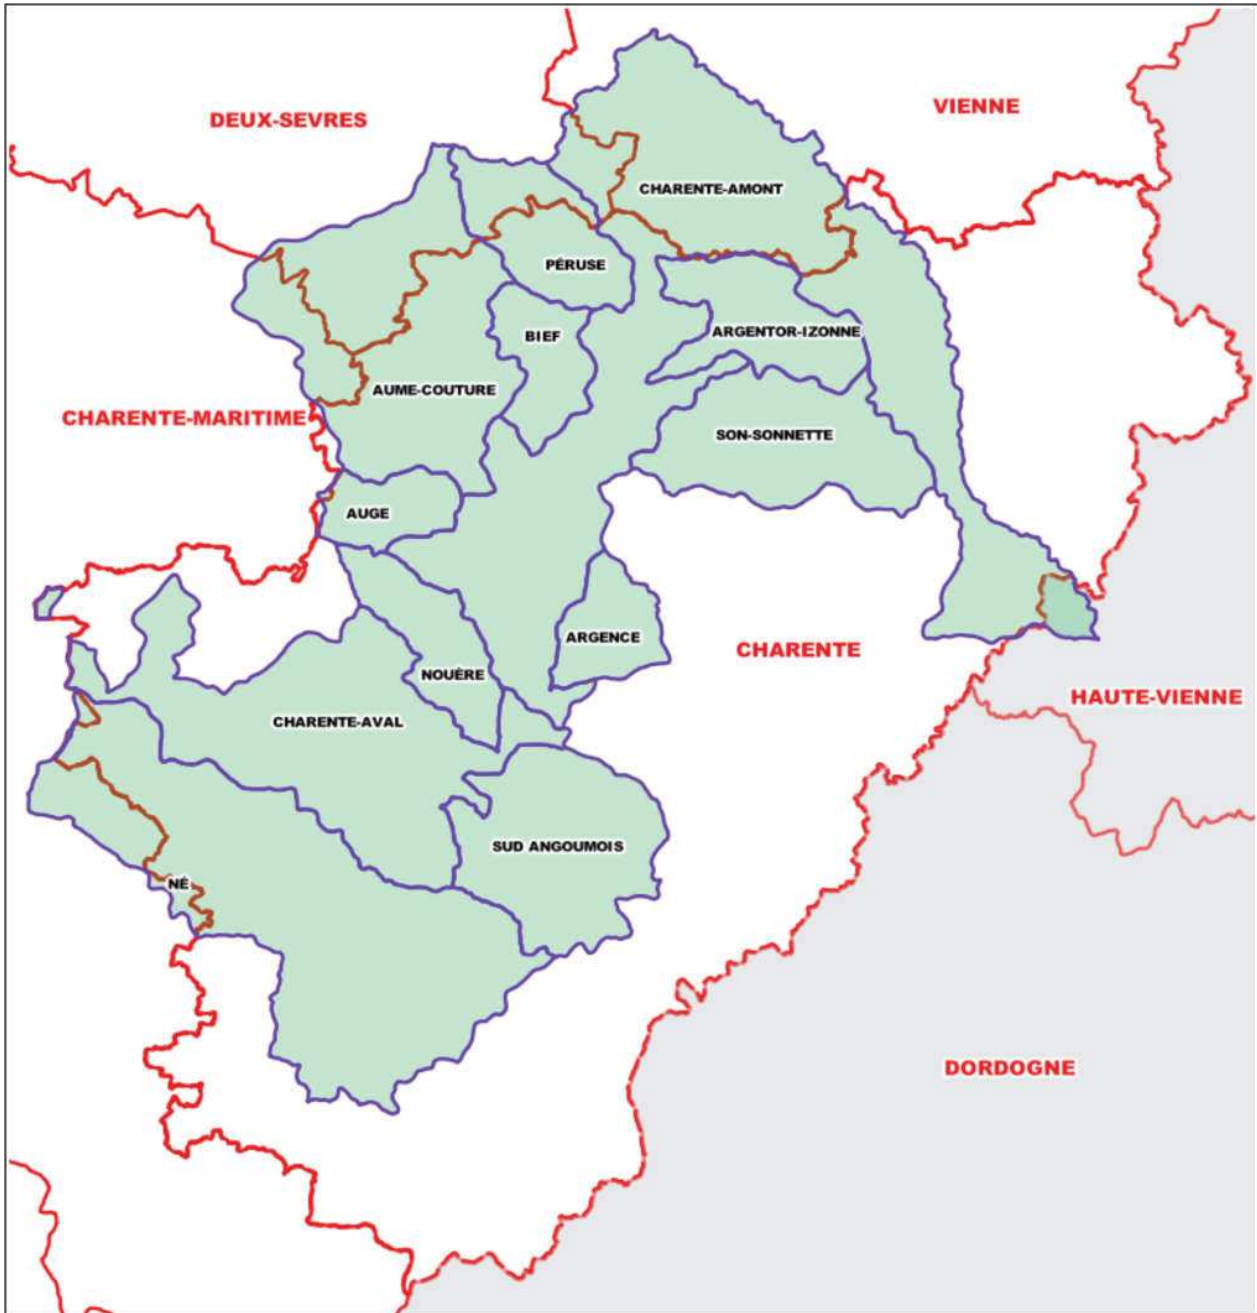 VIENNE
DEUX-SEVRES
CHARENTE-AMONT
PÉRUSE
ARGENTOR-IZONNE
BIEF
AUME-COUTURE
CHARENTE-MARITIME
SON-SONNETTE
AUGE
ARGENCE
CHARENTE
NOUÈRE
HAUTE-VIENNE
CHARENTE-AVAL
SUD ANGOUMOIS
NÉ
DORDOGNE